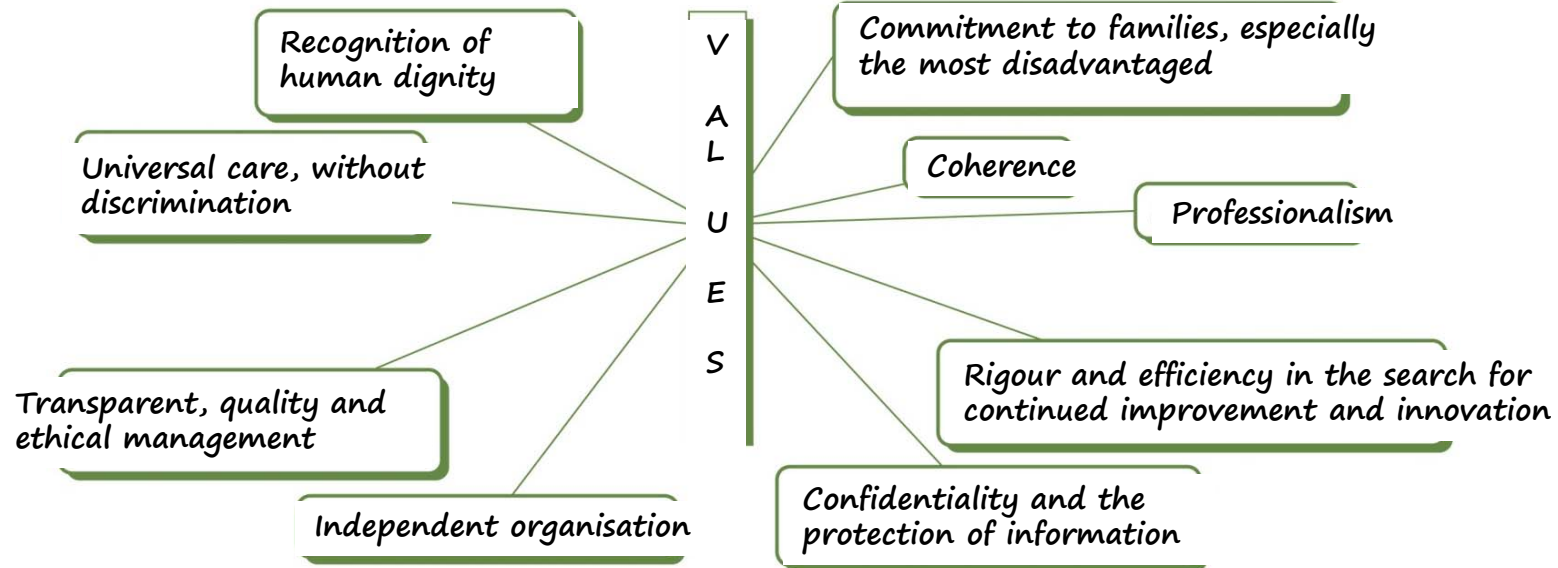 Recognition of
human dignity
Universal care, without
discrimination
Transparent, quality and
ethical management
Independent organisation
V
A
L
U
E
S
Commitment to families, especially
the most disadvantaged
Coherence
Professionalism
Rigour and efficiency in the search for
continued improvement and innovation
Confidentiality and the
protection of information